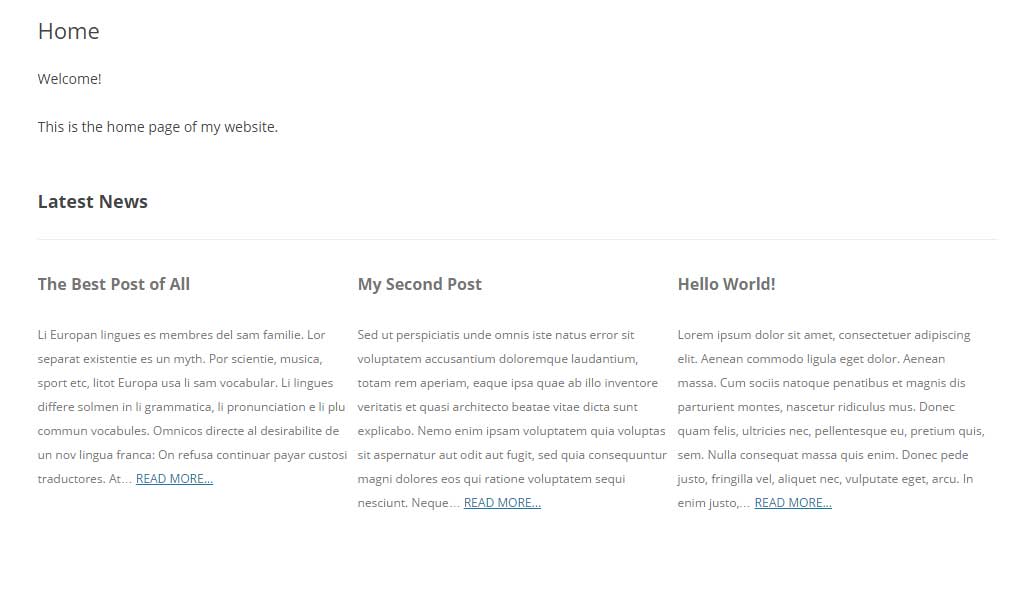 Home
Welcome!
This is the home page of my website.
Latest News
The Best Post of All
Li Europan lingues es membres del sam familie. Lor
separat existentie es un myth. Por scientie, musica,
sport etc, litot Europa usa li sam vocabular. Li lingues
differe solmen in li grammatica, li pronunciation e li plu
commun vocabules. Omnicos directe al desirabilite de
un nov lingua franca: On refusa continuar payar custosi
traductores. At… READ MORE...
My Second Post
Sed ut perspiciatis unde omnis iste natus error sit
voluptatem accusantium doloremque laudantium,
totam rem aperiam, eaque ipsa quae ab illo inventore
veritatis et quasi architecto beatae vitae dicta sunt
explicabo. Nemo enim ipsam voluptatem quia voluptas
sit aspernatur aut odit aut fugit, sed quia consequuntur
magni dolores eos qui ratione voluptatem sequi
nesciunt. Neque… READ MORE...
Hello World!
Lorem ipsum dolor sit amet, consectetuer adipiscing
elit. Aenean commodo ligula eget dolor. Aenean
massa. Cum sociis natoque penatibus et magnis dis
parturient montes, nascetur ridiculus mus. Donec
quam felis, ultricies nec, pellentesque eu, pretium quis,
sem. Nulla consequat massa quis enim. Donec pede
justo, fringilla vel, aliquet nec, vulputate eget, arcu. In
enim justo,… READ MORE...